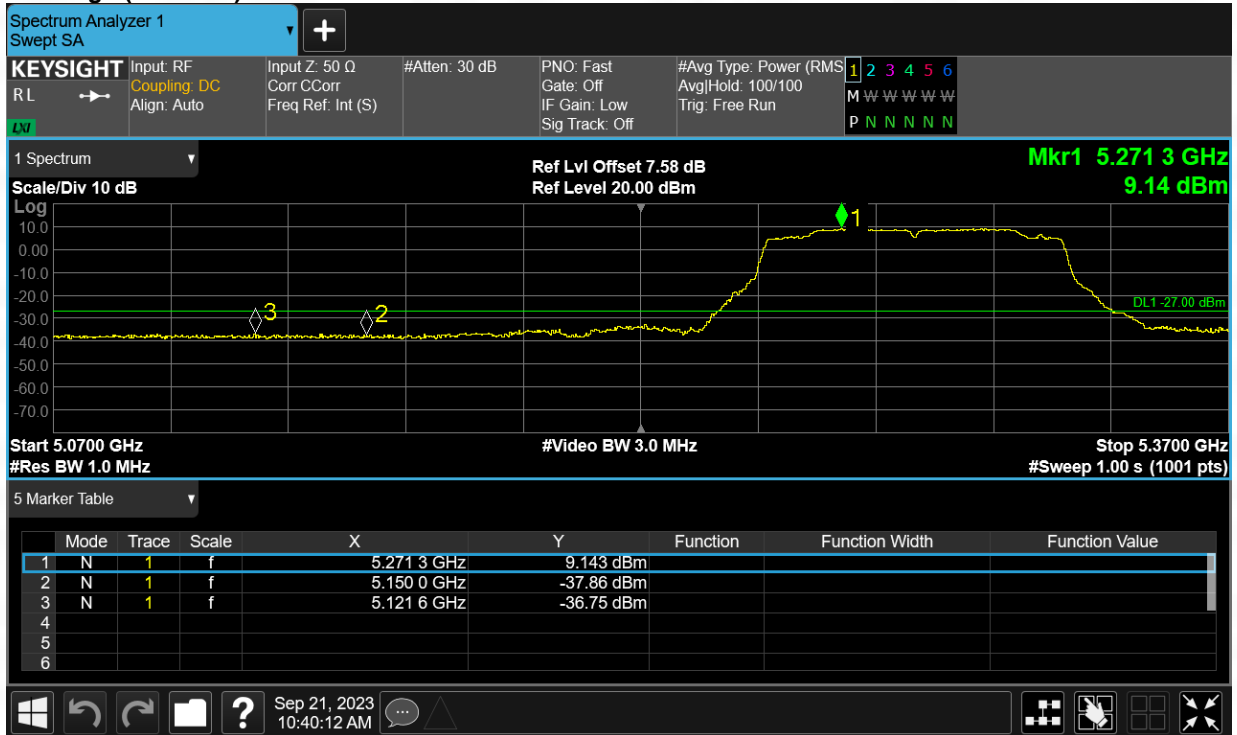 Spectrum Analyzer 1
Swept SA
KEYSIGHT
R L
LXI
Input: RF
Coupling: DC
Align: Auto
Input Z: 50 Ω
Corr CCorr
Freq Ref: Int (S)
#Atten: 30 dB
PNO: Fast
Gate: Off
IF Gain: Low
Sig Track: Off
#Avg Type: Power (RMS
Avg|Hold: 100/100
Trig: Free Run
1 2 3 4 5 6
M W W W W W
P N N N N N
1 Spectrum
Scale/Div 10 dB
Ref Lvl Offset 7.58 dB
Ref Level 20.00 dBm
Mkr1 5.271 3 GHz
9.14 dBm
Log
10.0
0.00
-10.0
-20.0
-30.0
-40.0
-50.0
-60.0
-70.0
1
3
2
DL1 -27.00 dBm
Start 5.0700 GHz
#Video BW 3.0 MHz
Stop 5.3700 GHz
#Res BW 1.0 MHz
#Sweep 1.00 s (1001 pts)
5 Marker Table
Mode Trace Scale X Y Function Function Width Function Value
1 N 1 f 5.271 3 GHz 9.143 dBm
2 N 1 f 5.150 0 GHz -37.86 dBm
3 N 1 f 5.121 6 GHz -36.75 dBm
4
5
6
?
Sep 21, 2023
10:40:12 AM